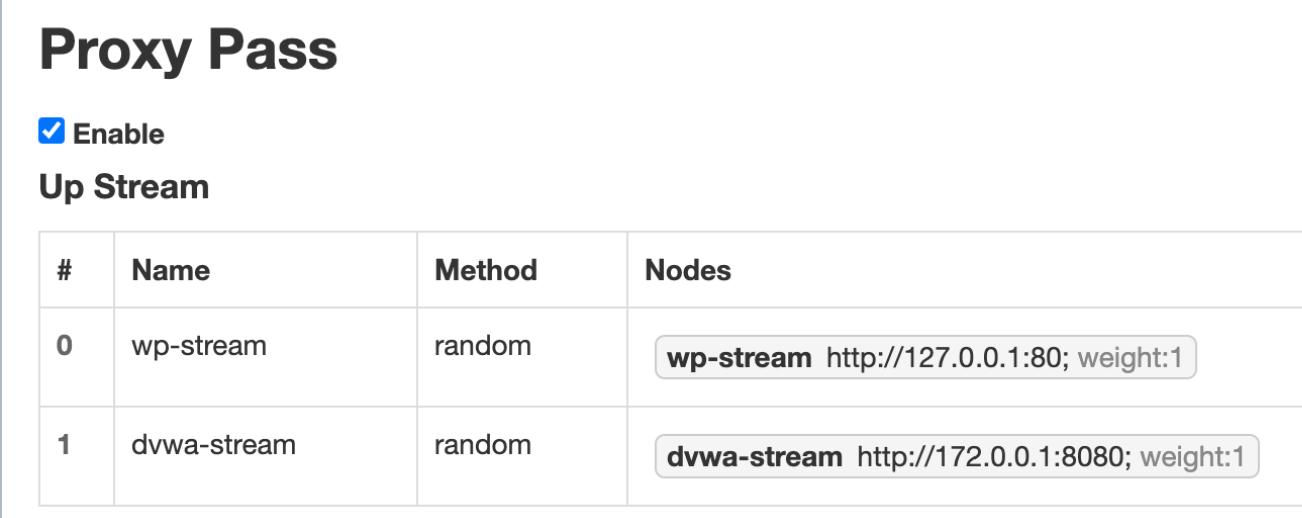 Proxy Pass
Enable
Up Stream
# Name Method Nodes
0 wp-stream random wp-stream http://127.0.0.1:80; weight:1
1 dvwa-stream random dvwa-stream http://172.0.0.1:8080; weight:1